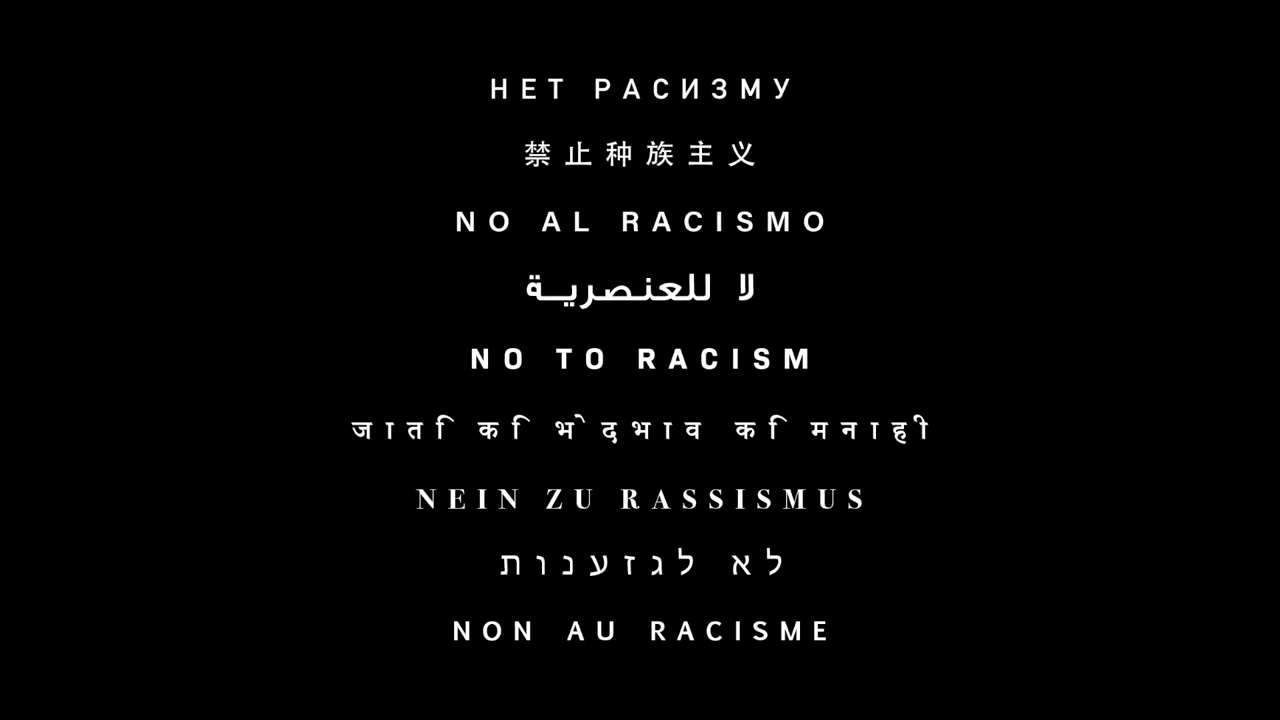 НЕТ РАСИЗМУ
禁止种族主义
NO AL RACISMO
لا للعنصريـة
NO TO RACISM
जाताि काि भेदभाव काि मनाही
NEIN ZU RASSISMUS
לא לגזענות
NON AU RACISME